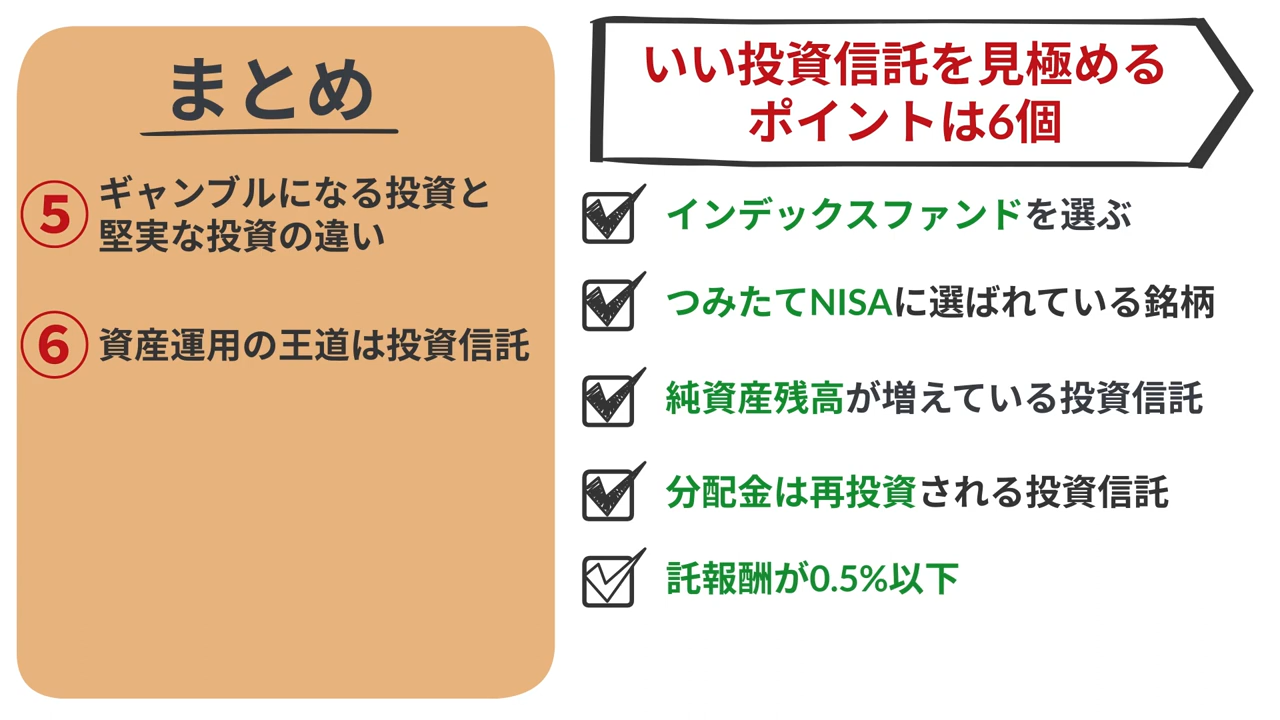 まとめ
⑤ ギャンブルになる投資と
堅実な投資の違い
⑥ 資産運用の王道は投資信託
いい投資信託を見極める
ポイントは6個
インデックスファンドを選ぶ
つみたてNISAに選ばれている銘柄
純資産残高が増えている投資信託
分配金は再投資される投資信託
託報酬が0.5%以下